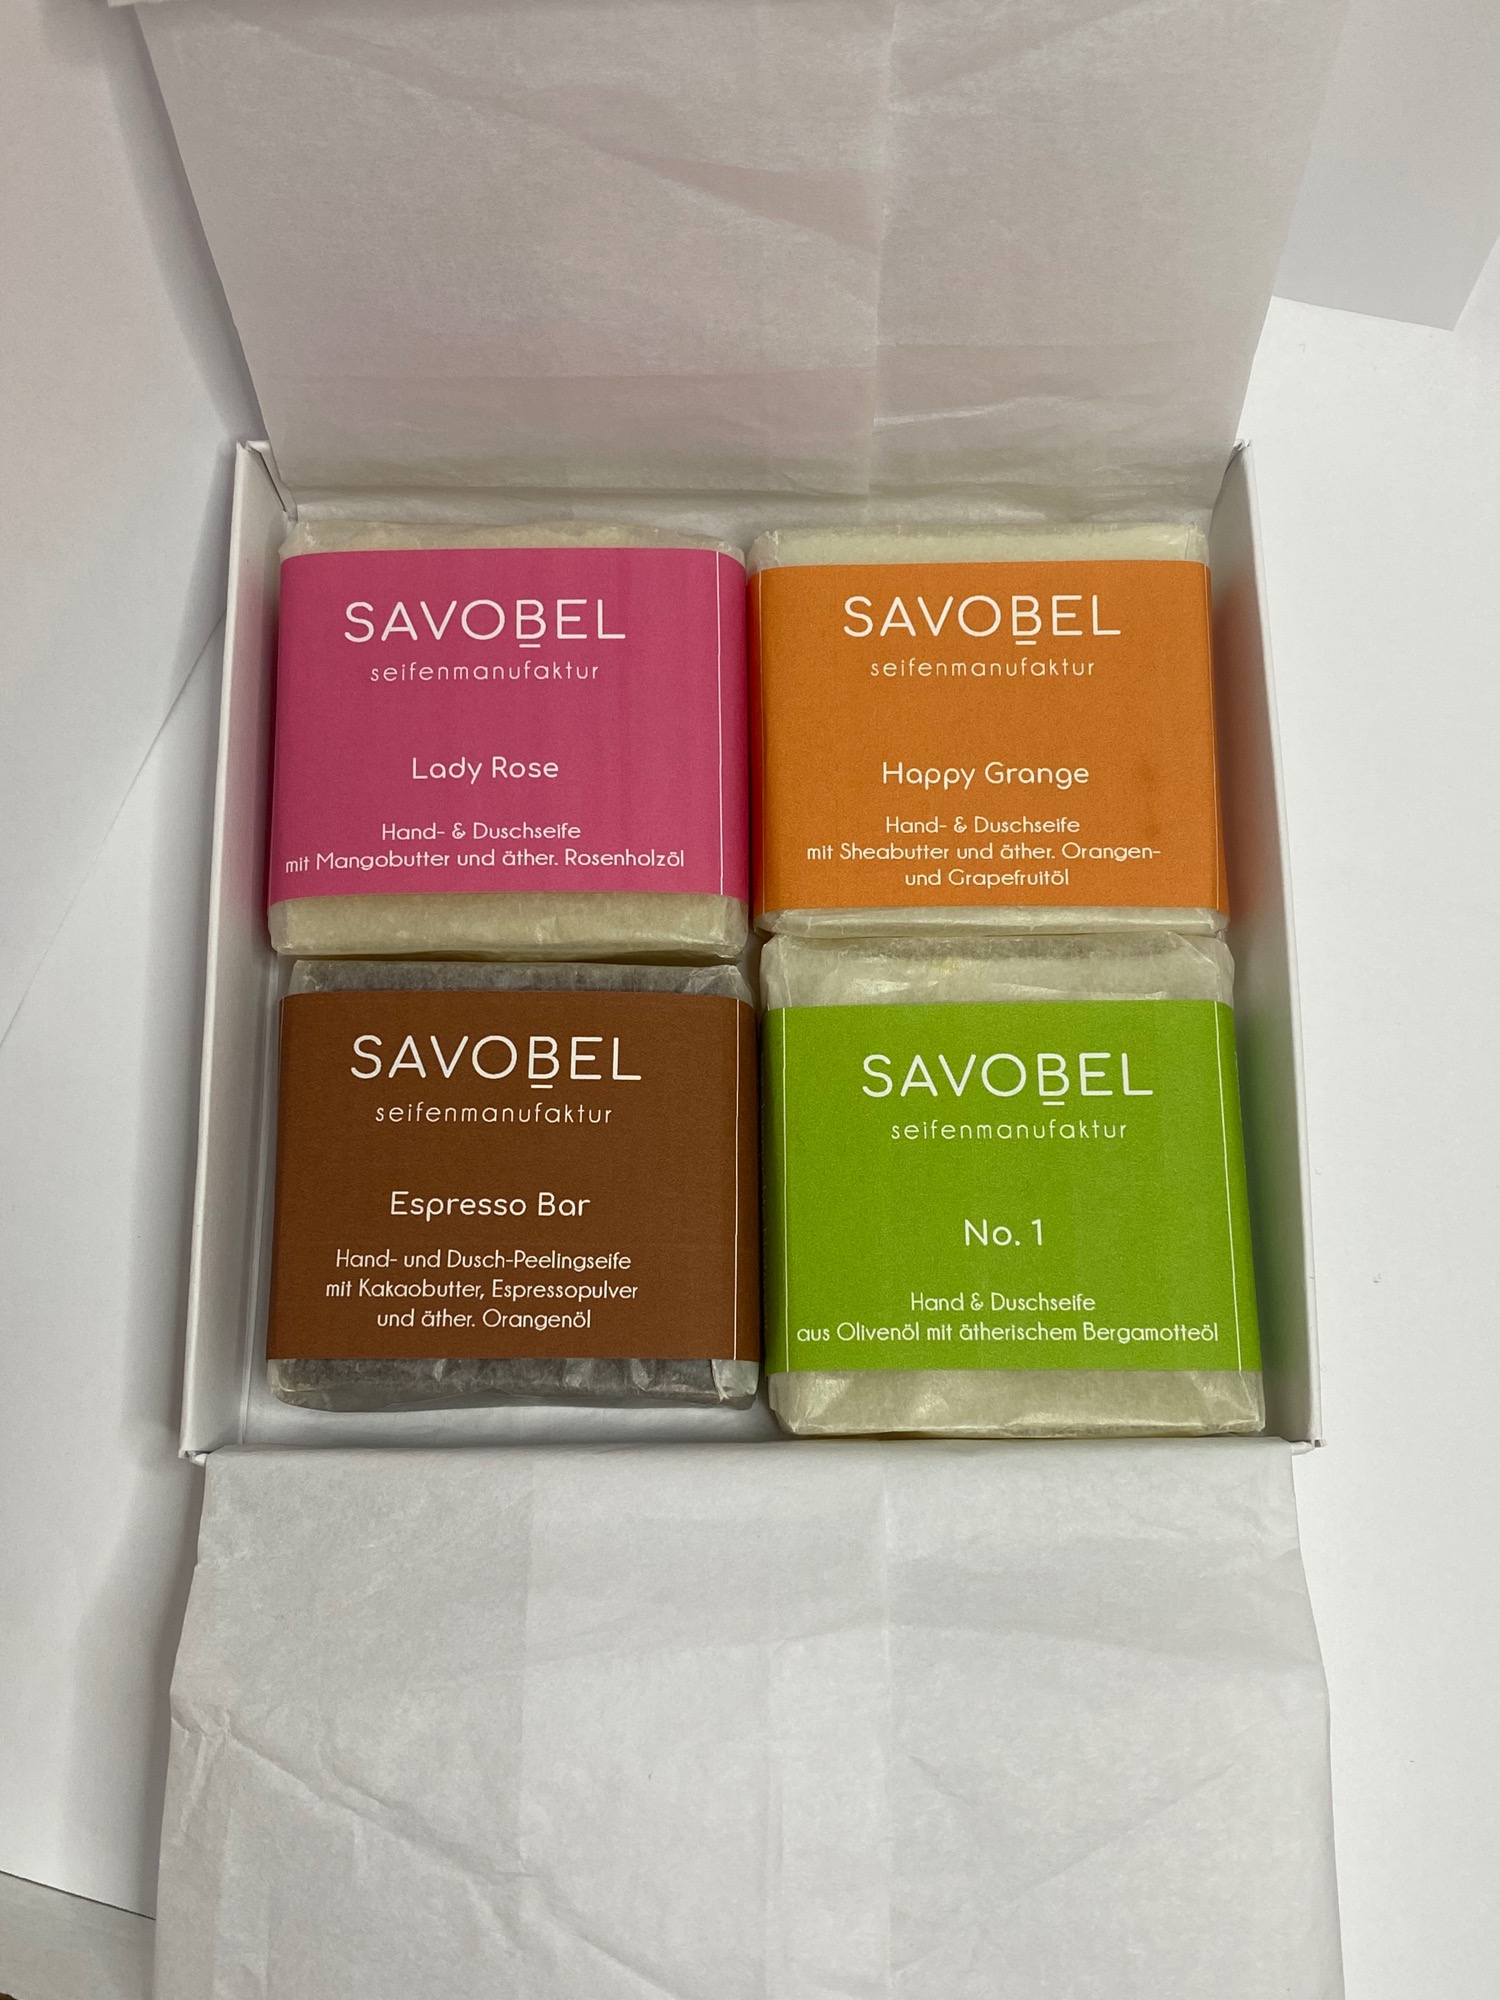 SAVOBEL
seifenmanufaktur
Lady Rose
Hand- & Duschseife
mit Mangobutter und äther. Rosenholzöl
SAVOBEL
seifenmanufaktur
Happy Grange
Hand- & Duschseife
mit Sheabutter und äther. Orangen-
und Grapefruitöl
SAVOBEL
seifenmanufaktur
Espresso Bar
Hand- und Dusch-Peelingseife
mit Kakaobutter, Espressopulver
und äther. Orangenöl
SAVOBEL
seifenmanufaktur
No. 1
Hand & Duschseife
aus Olivenöl mit ätherischem Bergamotteöl